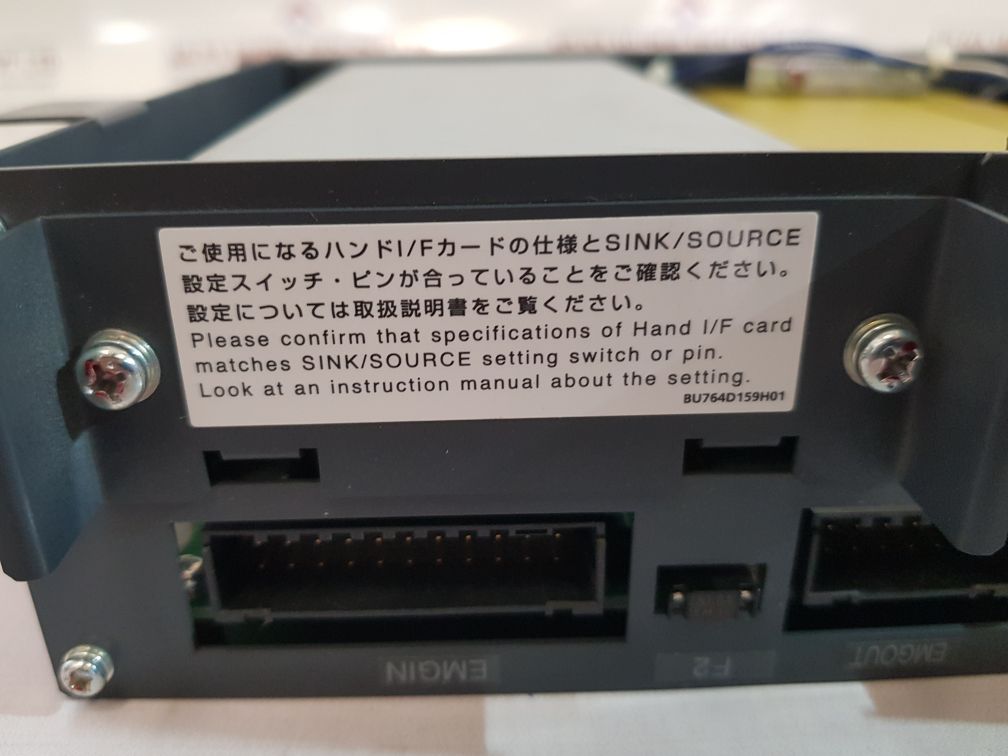 ご使用になるハンドI/Fカードの仕様とSINK/SOURCE
設定スイッチ・ピンが合っていることをご確認ください。
設定については取扱説明書をご覧ください。
Please confirm that specifications of Hand I/F card
matches SINK/SOURCE setting switch or pin.
Look at an instruction manual about the setting.
BU764D159H01
EMGIN
F2
EMGOUT